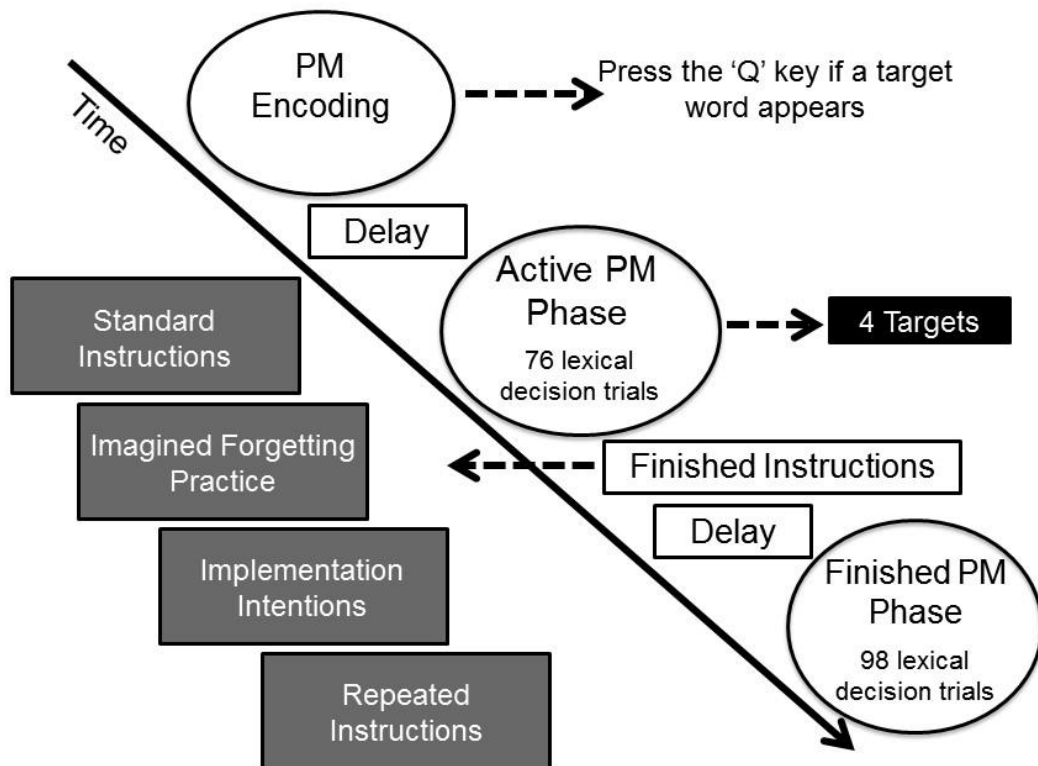 PM
Encoding
Press the ‘Q’ key if a target
word appears
Time
Delay
Active PM
Phase
76 lexical
decision trials
4 Targets
Standard
Instructions
Imagined Forgetting
Practice
Finished Instructions
Delay
Implementation
Intentions
Finished PM
Phase
98 lexical
decision trials
Repeated
Instructions